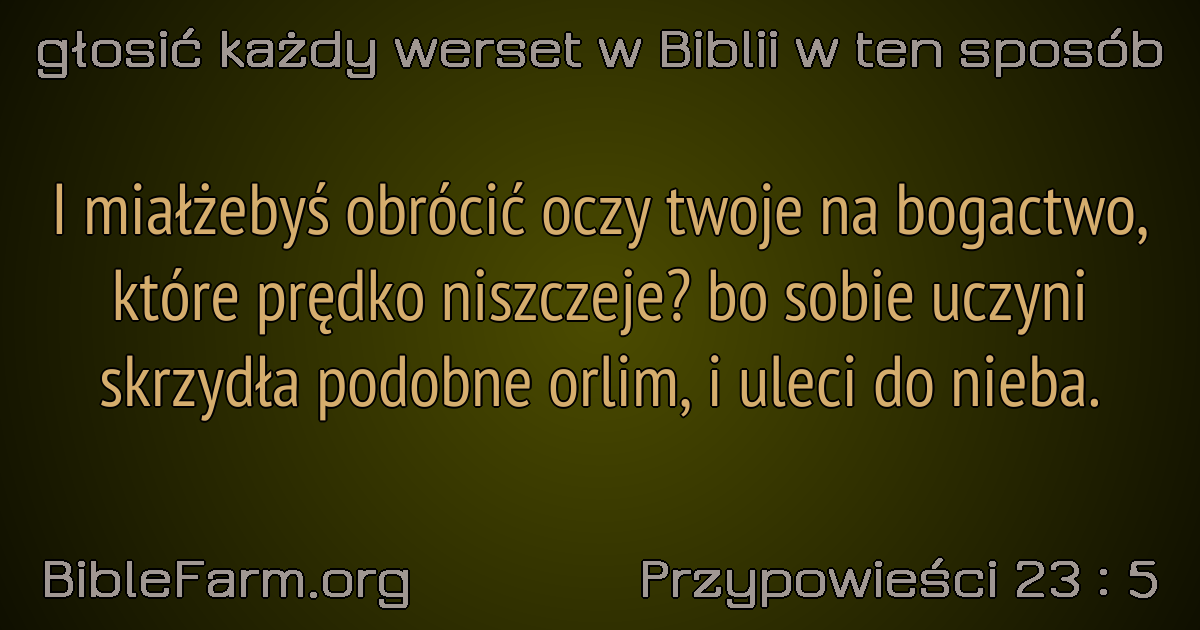 głosić każdy werset w Biblii w ten sposób
I miałżebyś obrócić oczy twoje na bogactwo,
które prędko niszczeje? bo sobie uczyni
skrzydła podobne orlim, i uleci do nieba.
BibleFarm.org
Przypowieści 23 : 5